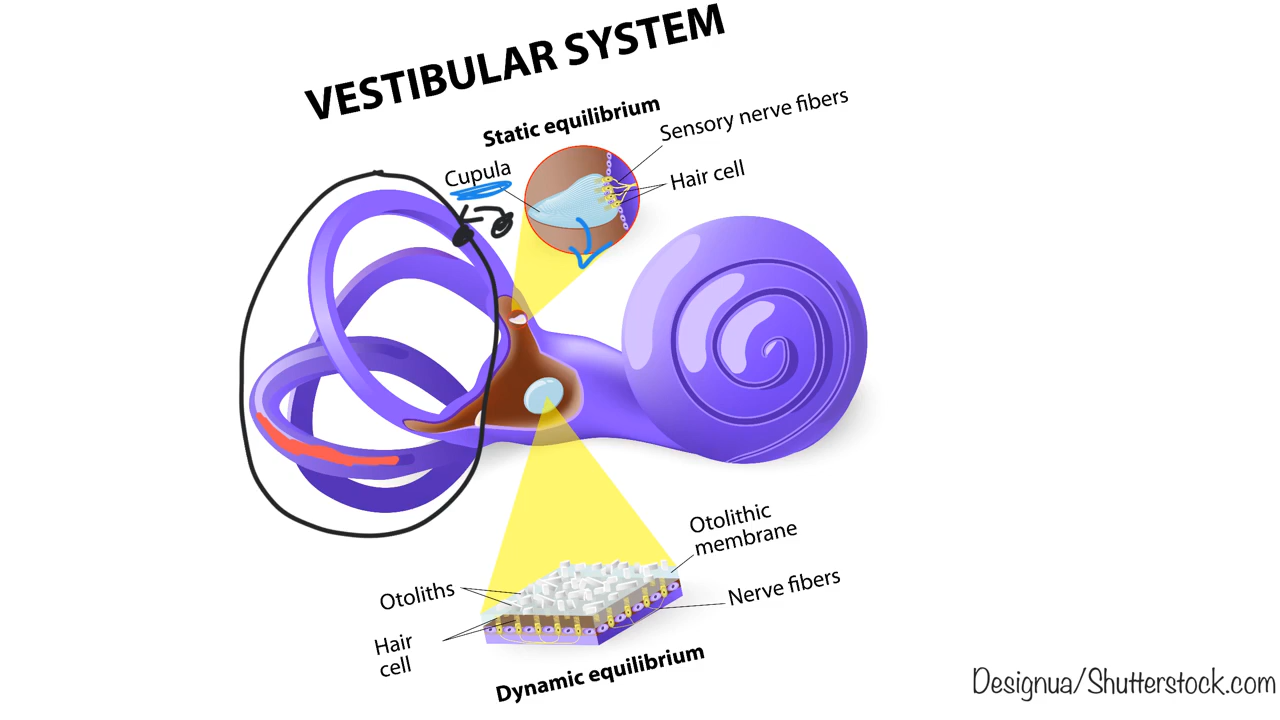 VESTIBULAR SYSTEM
Static equilibrium
Sensory nerve fibers
Cupula
Hair cell
Otolithic
membrane
Otoliths
Nerve fibers
Hair
cell
Dynamic equilibrium
Designua/Shutterstock.com